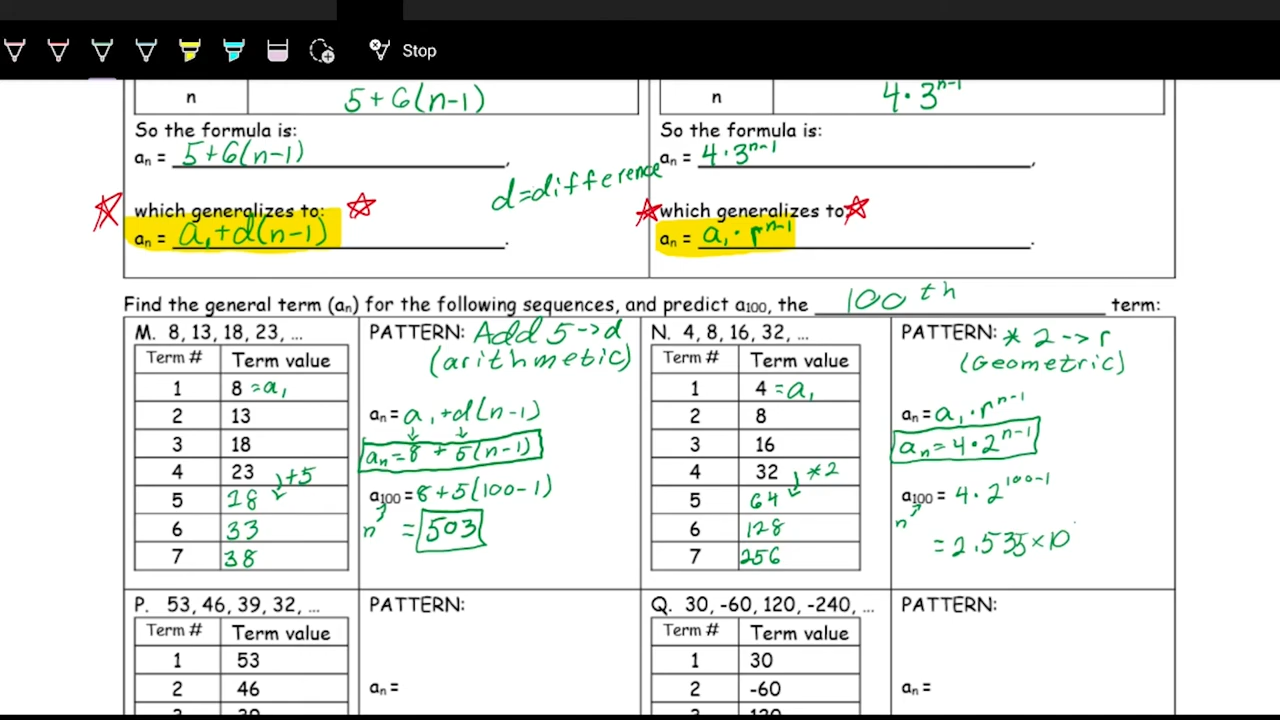 Stop
n 5+6(n-1) n 4·3^(n-1)
So the formula is: So the formula is:
aₙ = 5+6(n-1) , aₙ = 4·3^(n-1) ,
d=difference
which generalizes to: which generalizes to
aₙ = a₁+d(n-1) . aₙ = a₁·r^(n-1) .
Find the general term (aₙ) for the following sequences, and predict a₁₀₀, the 100th term:
M. 8, 13, 18, 23, …
Term # Term value
1 8 =a₁
2 13
3 18
4 23 +5
5 28
6 33
7 38
PATTERN: Add 5 → d
(arithmetic)
aₙ = a₁+d(n-1)
aₙ=8+5(n-1)
a₁₀₀ = 8+5(100-1)
n = 503
N. 4, 8, 16, 32, …
Term # Term value
1 4 =a₁
2 8
3 16
4 32 *2
5 64
6 128
7 256
PATTERN: * 2 → r
(Geometric)
aₙ = a₁·r^(n-1)
aₙ=4·2^(n-1)
a₁₀₀ = 4·2^(100-1)
n
= 2.535×10
P. 53, 46, 39, 32, …
Term # Term value
1 53
2 46
3 39
PATTERN:
aₙ =
Q. 30, -60, 120, -240, …
Term # Term value
1 30
2 -60
3 120
PATTERN:
aₙ =